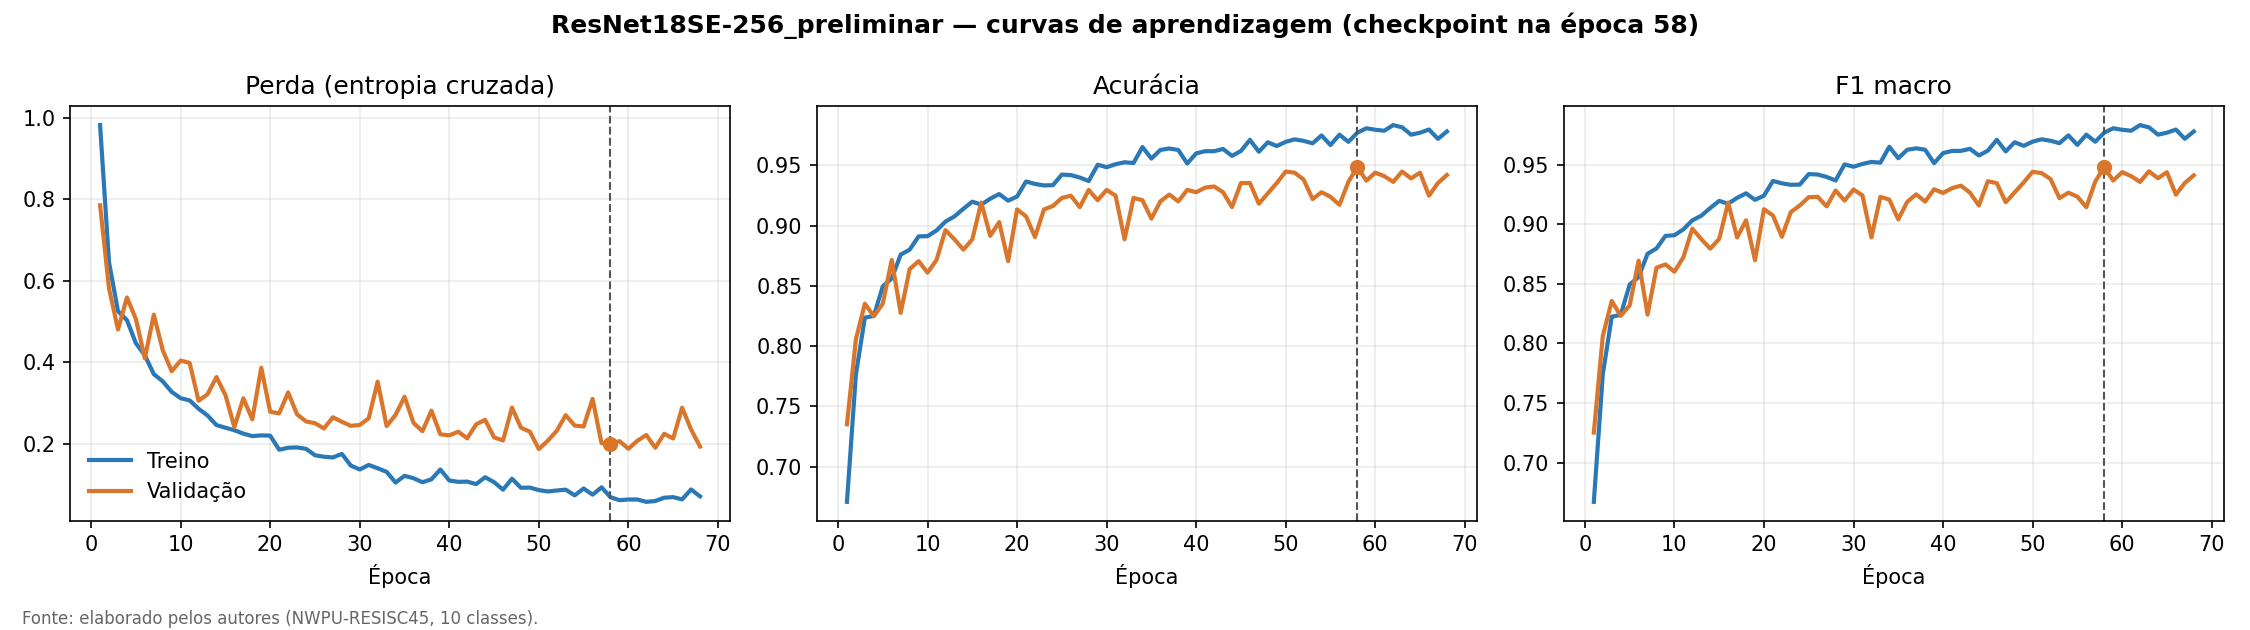 ResNet18SE-256_preliminar — curvas de aprendizagem (checkpoint na época 58)
Perda (entropia cruzada)
1.0
0.8
0.6
0.4
0.2
Treino
Validação
0 10 20 30 40 50 60 70
Época
Acurácia
0.95
0.90
0.85
0.80
0.75
0.70
0 10 20 30 40 50 60 70
Época
F1 macro
0.95
0.90
0.85
0.80
0.75
0.70
0 10 20 30 40 50 60 70
Época
Fonte: elaborado pelos autores (NWPU-RESISC45, 10 classes).